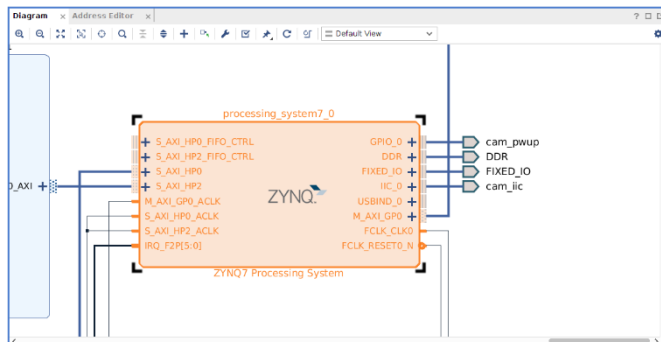 Diagram × Address Editor × ? □
Default View
processing_system7_0
S_AXI_HP0_FIFO_CTRL
S_AXI_HP2_FIFO_CTRL
S_AXI_HP0
S_AXI_HP2
M_AXI_GP0_ACLK
S_AXI_HP0_ACLK
S_AXI_HP2_ACLK
IRQ_F2P[5:0]
0_AXI
ZYNQ
GPIO_0
DDR
FIXED_IO
IIC_0
USBIND_0
M_AXI_GP0
FCLK_CLK0
FCLK_RESET0_N
cam_pwup
DDR
FIXED_IO
cam_iic
ZYNQ7 Processing System